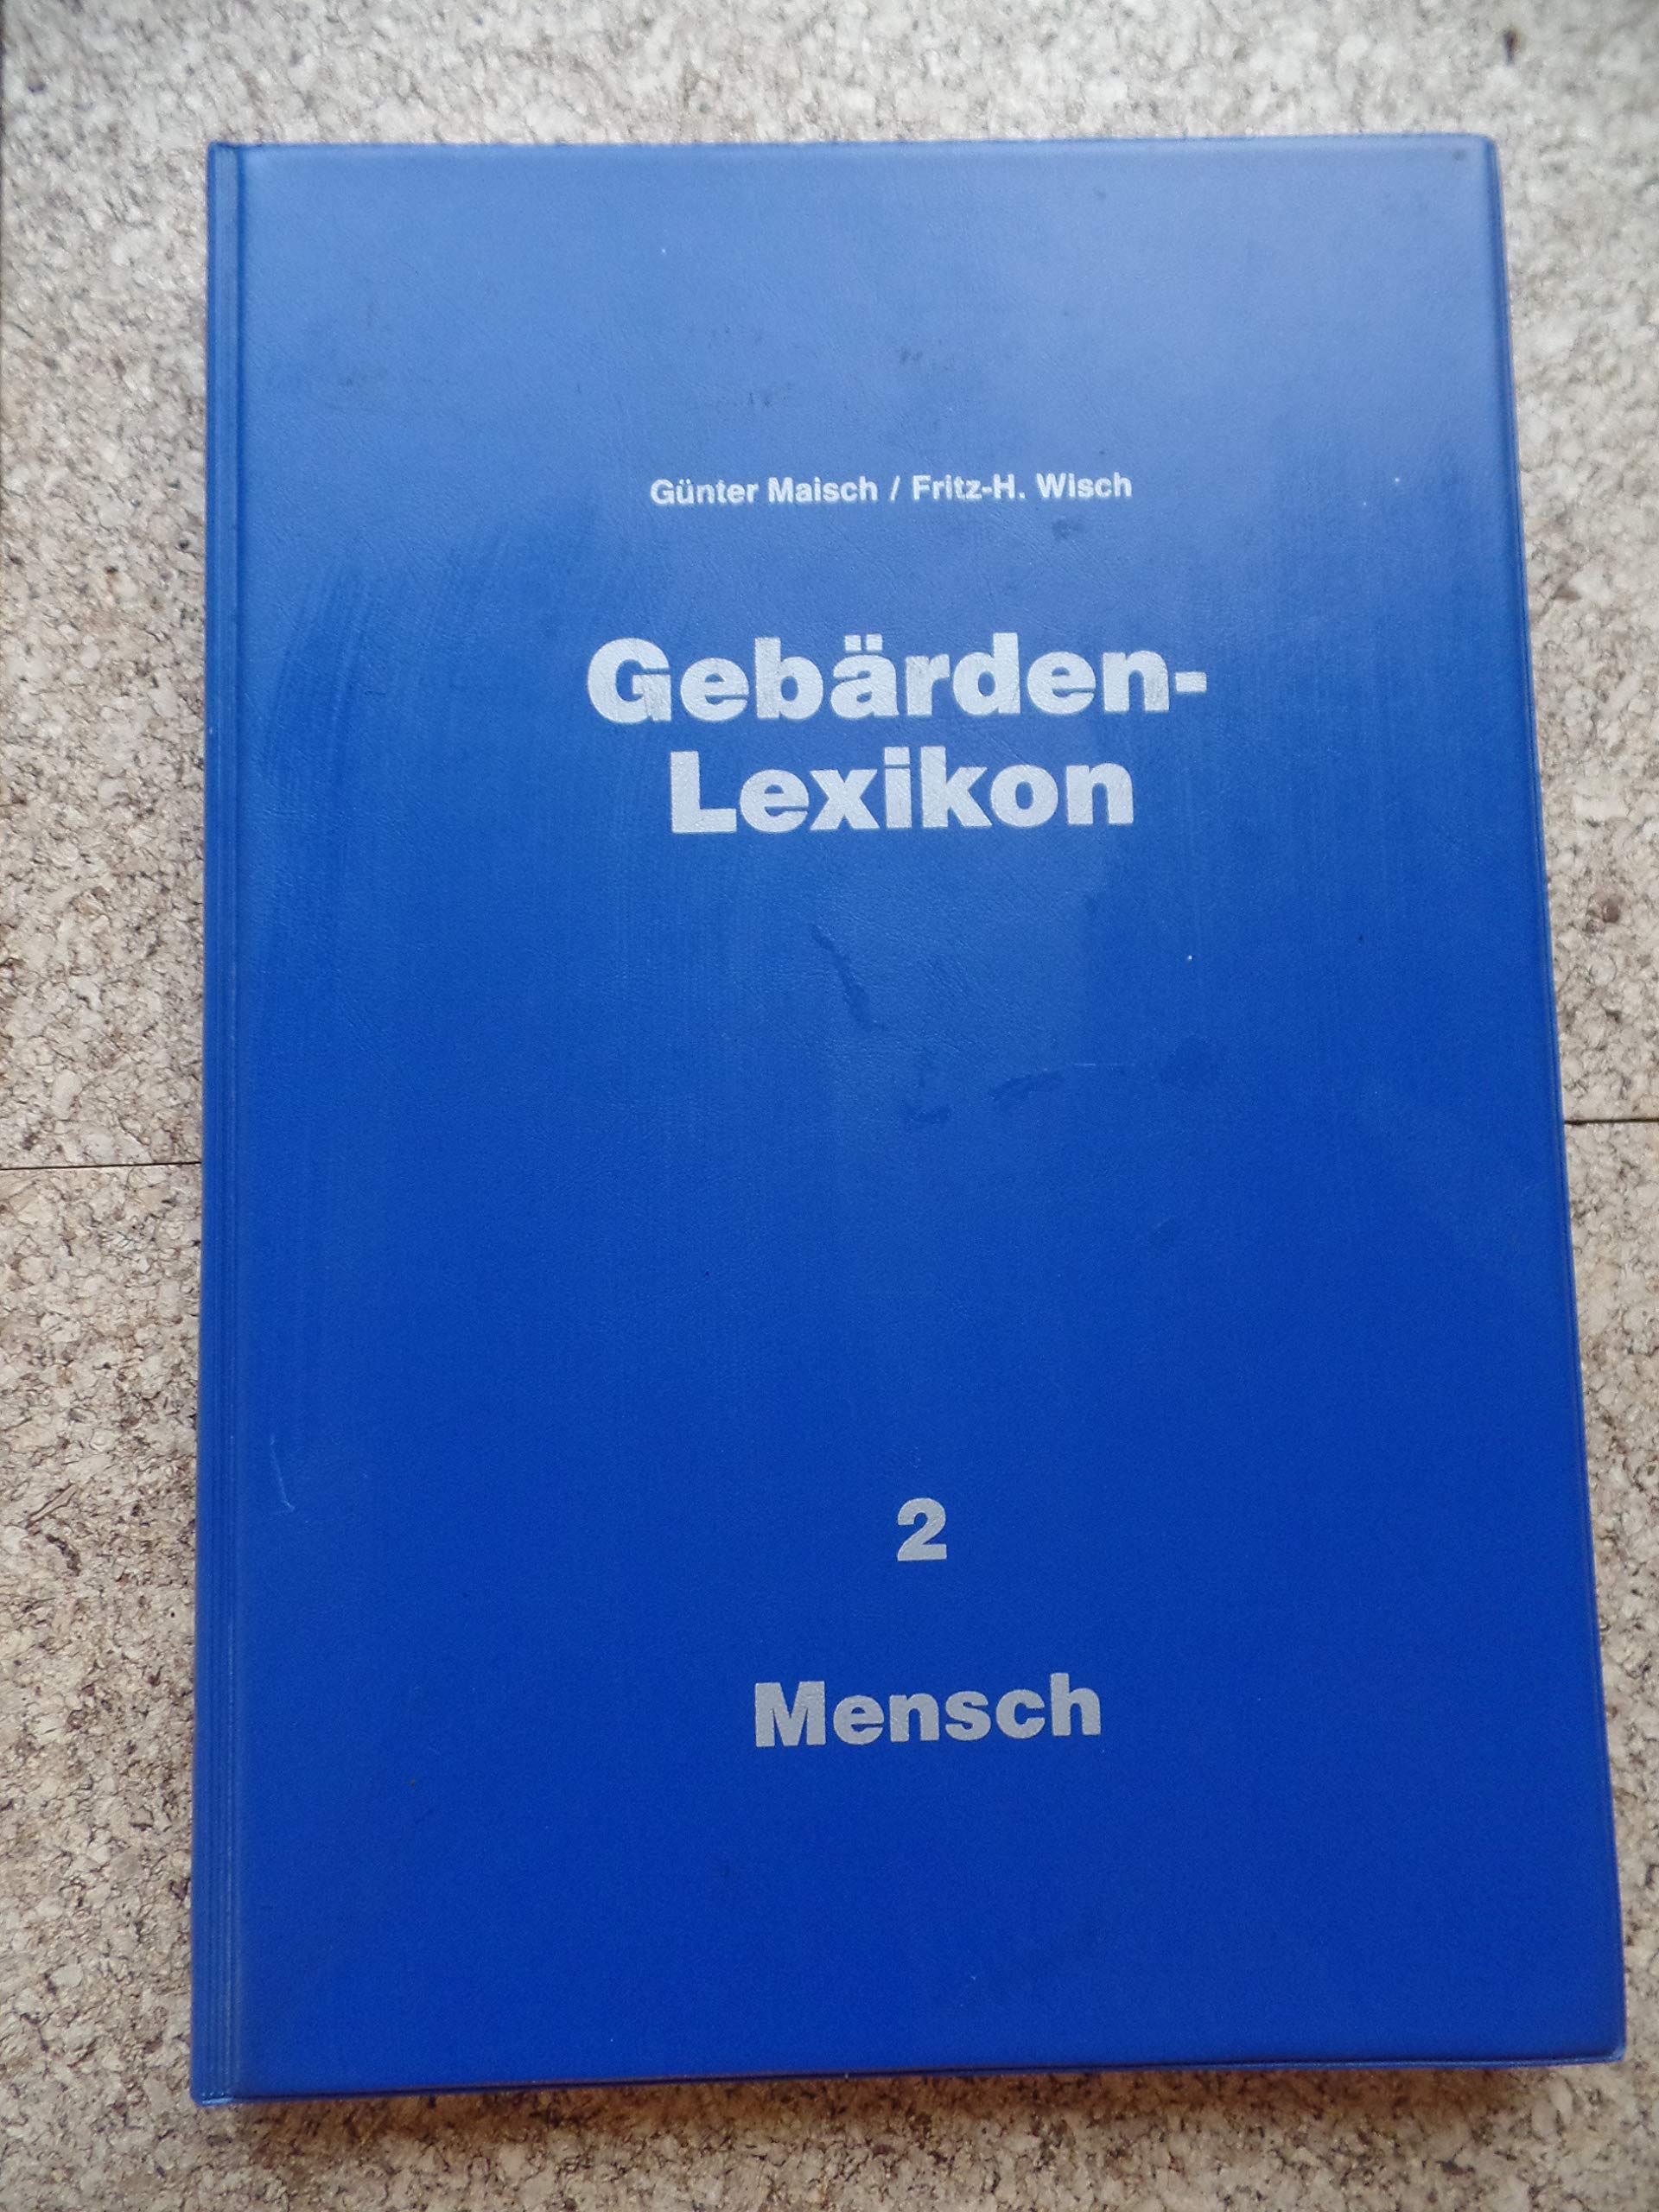 Günter Maisch / Fritz-H. Wisch
Gebärden-
Lexikon
2
Mensch